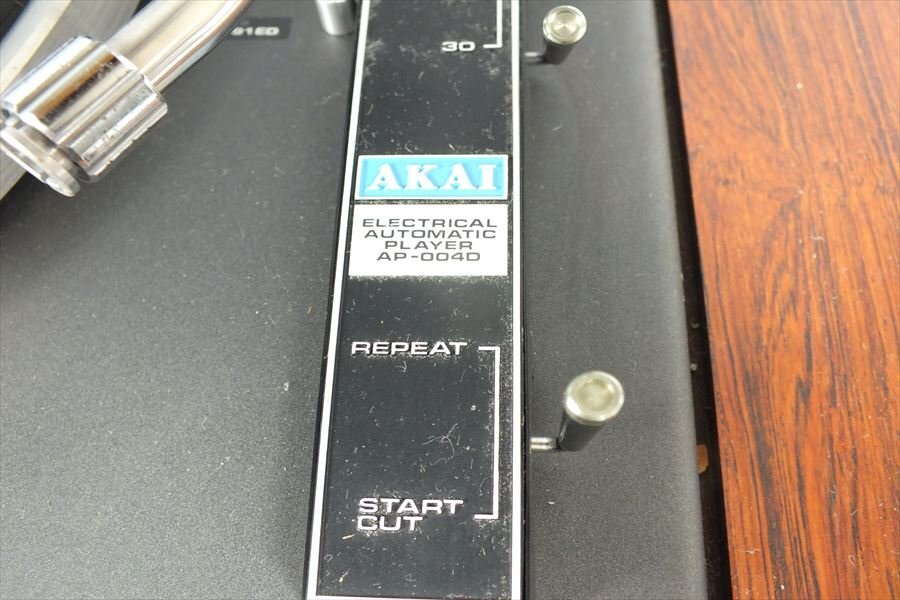 30
AKAI
ELECTRICAL
AUTOMATIC
PLAYER
AP-004D
REPEAT
START
CUT